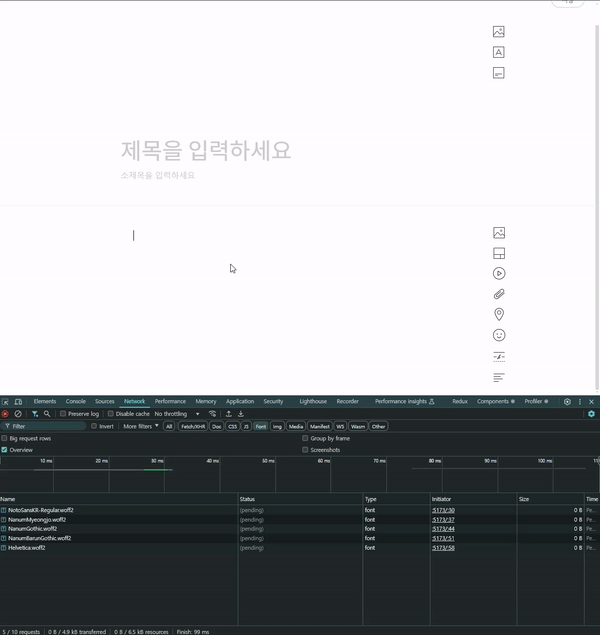 제목을 입력하세요
소제목을 입력하세요
Elements Console Sources Network Performance Memory Application Security Lighthouse Recorder Performance insights Redux Components Profiler
Preserve log Disable cache No throttling
Filter Invert More filters All Fetch/XHR Doc CSS JS Font Img Media Manifest WS Wasm Other
Big request rows Group by frame
Overview Screenshots
10 ms 20 ms 30 ms 40 ms 50 ms 60 ms 70 ms 80 ms 90 ms 100 ms
Name Status Type Initiator Size Time
NotoSansKR-Regular.woff2 (pending) font :5173/:30 0 B Pe...
NanumMyeongjo.woff2 (pending) font :5173/:37 0 B Pe...
NanumGothic.woff2 (pending) font :5173/:44 0 B Pe...
NanumBarunGothic.woff2 (pending) font :5173/:51 0 B Pe...
Helvetica.woff2 (pending) font :5173/:58 0 B Pe...
5 / 10 requests 0 B / 4.9 kB transferred 0 B / 6.5 kB resources Finish: 99 ms